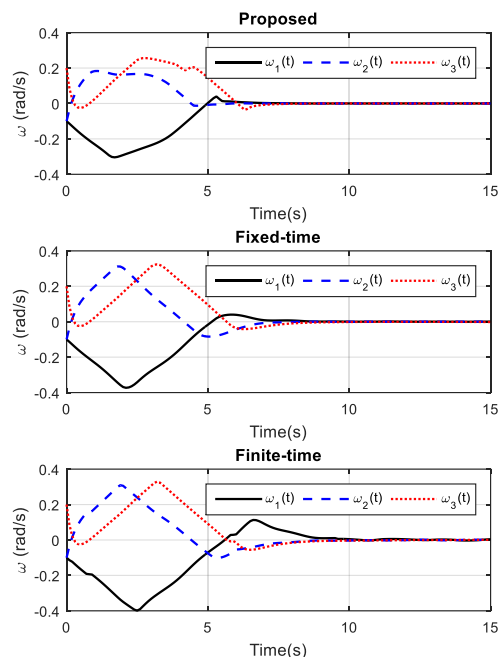 Proposed
0.4
0.2
0
-0.2
-0.4
ω (rad/s)
ω1(t) ω2(t) ω3(t)
0 5 10 15
Time(s)
Fixed-time
0.4
0.2
0
-0.2
-0.4
ω (rad/s)
ω1(t) ω2(t) ω3(t)
0 5 10 15
Time(s)
Finite-time
0.4
0.2
0
-0.2
-0.4
ω (rad/s)
ω1(t) ω2(t) ω3(t)
0 5 10 15
Time(s)